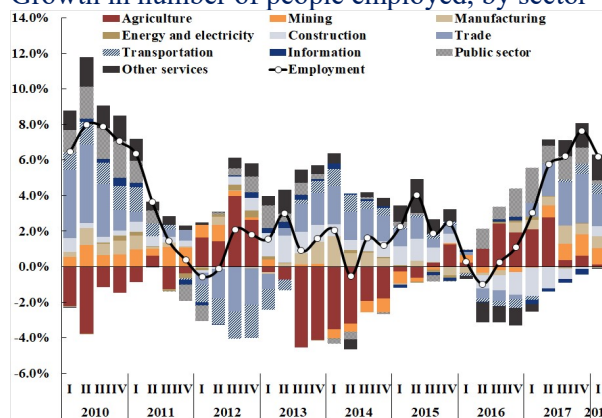 Growth in number of people employed, by sector
14.0%
Agriculture Mining Manufacturing
12.0%
Energy and electricity Construction Trade
Transportation Information Public sector
10.0%
Other services Employment
8.0%
6.0%
4.0%
2.0%
0.0%
-2.0%
-4.0%
-6.0%
I II III IV I II III IV I II III IV I II III IV I II III IV I II III IV I II III IV I II III IV I
2010 2011 2012 2013 2014 2015 2016 2017 201